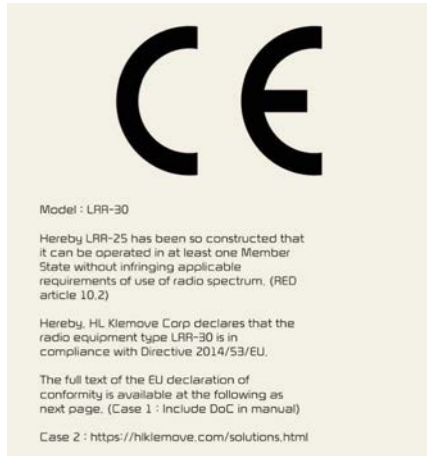 CE
Model : LRR-30
Hereby LRR-25 has been so constructed that
it can be operated in at least one Member
State without infringing applicable
requirements of use of radio spectrum. (RED
article 10.2)
Hereby, HL Klemove Corp declares that the
radio equipment type LRR-30 is in
compliance with Directive 2014/53/EU.
The full text of the EU declaration of
conformity is available at the following as
next page. (Case 1 : Include DoC in manual)
Case 2 : https://hlklemove.com/solutions.html